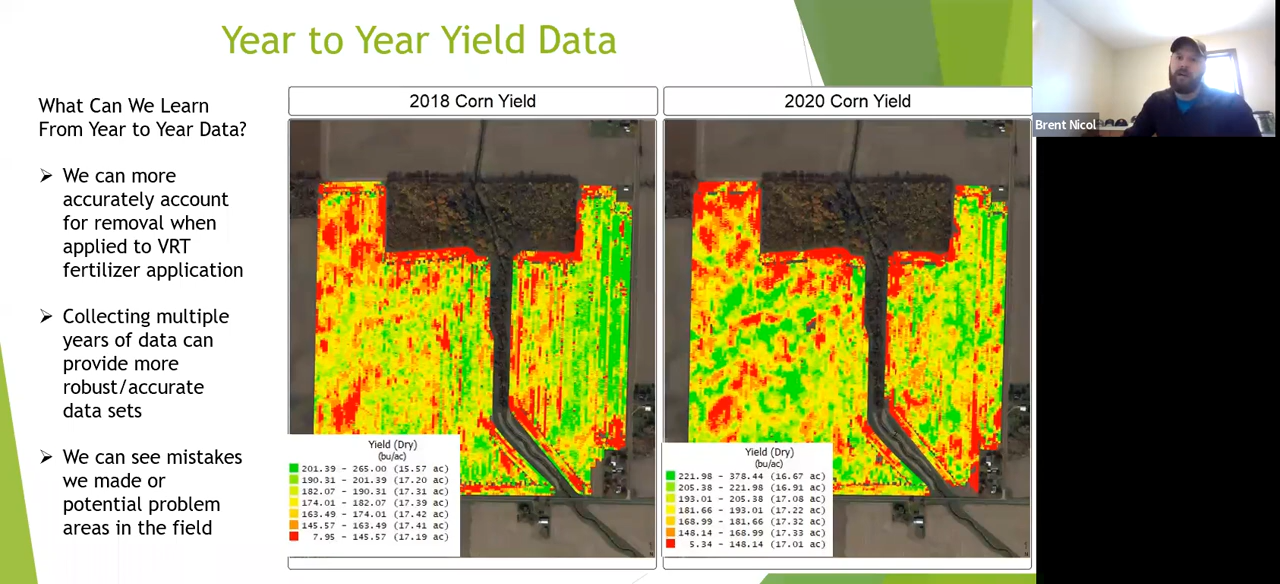 Year to Year Yield Data
What Can We Learn
From Year to Year Data?
➢ We can more
accurately account
for removal when
applied to VRT
fertilizer application
➢ Collecting multiple
years of data can
provide more
robust/accurate
data sets
➢ We can see mistakes
we made or
potential problem
areas in the field
2018 Corn Yield
Yield (Dry)
(bu/ac)
201.39 - 265.00 (15.57 ac)
190.31 - 201.39 (17.20 ac)
182.07 - 190.31 (17.31 ac)
174.01 - 182.07 (17.39 ac)
163.49 - 174.01 (17.42 ac)
145.57 - 163.49 (17.41 ac)
7.95 - 145.57 (17.19 ac)
2020 Corn Yield
Yield (Dry)
(bu/ac)
221.98 - 378.44 (16.67 ac)
205.38 - 221.98 (16.91 ac)
193.01 - 205.38 (17.08 ac)
181.66 - 193.01 (17.22 ac)
168.99 - 181.66 (17.32 ac)
148.14 - 168.99 (17.33 ac)
5.34 - 148.14 (17.01 ac)
Brent Nicol